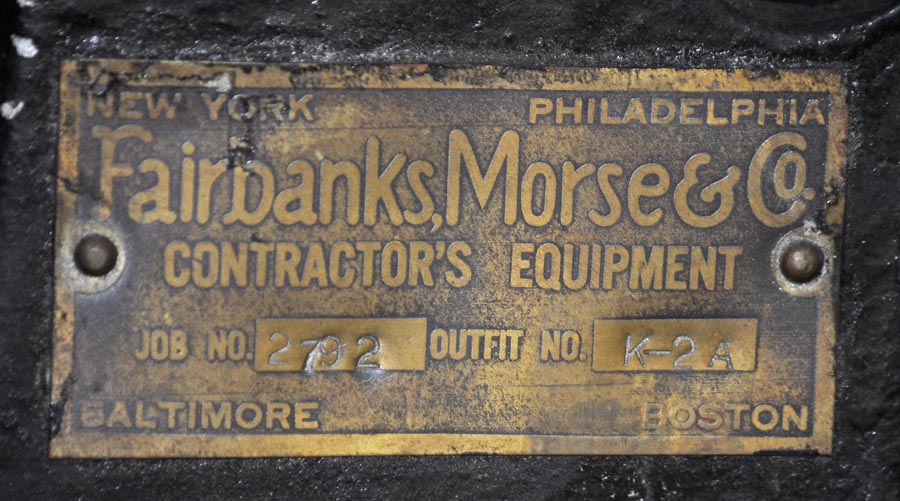 NEW YORK PHILADELPHIA
Fairbanks, Morse & Co.
CONTRACTOR'S EQUIPMENT
JOB NO. 2792 OUTFIT NO. K-2A
BALTIMORE BOSTON